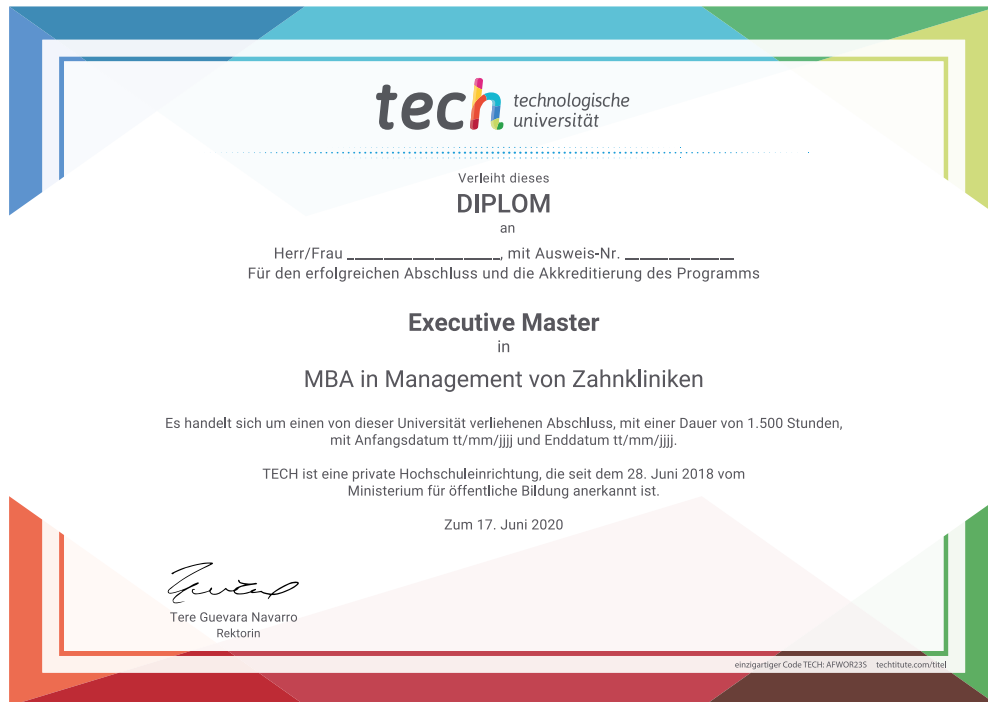 tech technologische
universität
Verleiht dieses
DIPLOM
an
Herr/Frau ____________________, mit Ausweis-Nr. ______________
Für den erfolgreichen Abschluss und die Akkreditierung des Programms
Executive Master
in
MBA in Management von Zahnkliniken
Es handelt sich um einen von dieser Universität verliehenen Abschluss, mit einer Dauer von 1.500 Stunden,
mit Anfangsdatum tt/mm/jjjj und Enddatum tt/mm/jjjj.
TECH ist eine private Hochschuleinrichtung, die seit dem 28. Juni 2018 vom
Ministerium für öffentliche Bildung anerkannt ist.
Zum 17. Juni 2020
Tere Guevara Navarro
Rektorin
einzigartiger Code TECH: AFWOR23S techtitute.com/titel